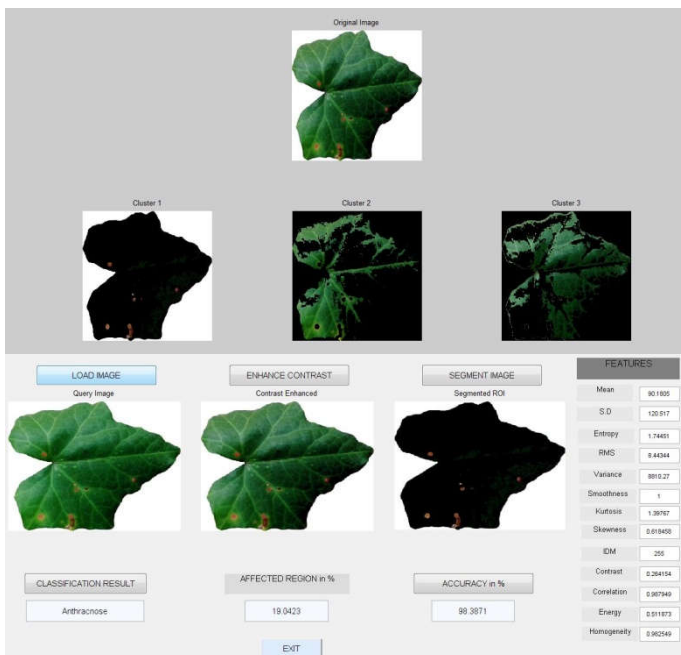 Original Image
Cluster 1
Cluster 2
Cluster 3
LOAD IMAGE
ENHANCE CONTRAST
SEGMENT IMAGE
Query Image
Contrast Enhanced
Segmented ROI
CLASSIFICATION RESULT
AFFECTED REGION in %
ACCURACY in %
Anthracnose
19.0423
98.3871
EXIT
FEATURES
Mean 90.1805
S.D 120.517
Entropy 1.74451
RMS 8.44344
Variance 8810.27
Smoothness 1
Kurtosis 1.39767
Skewness 0.618458
IDM 255
Contrast 0.264154
Correlation 0.987949
Energy 0.511873
Homogeneity 0.982549